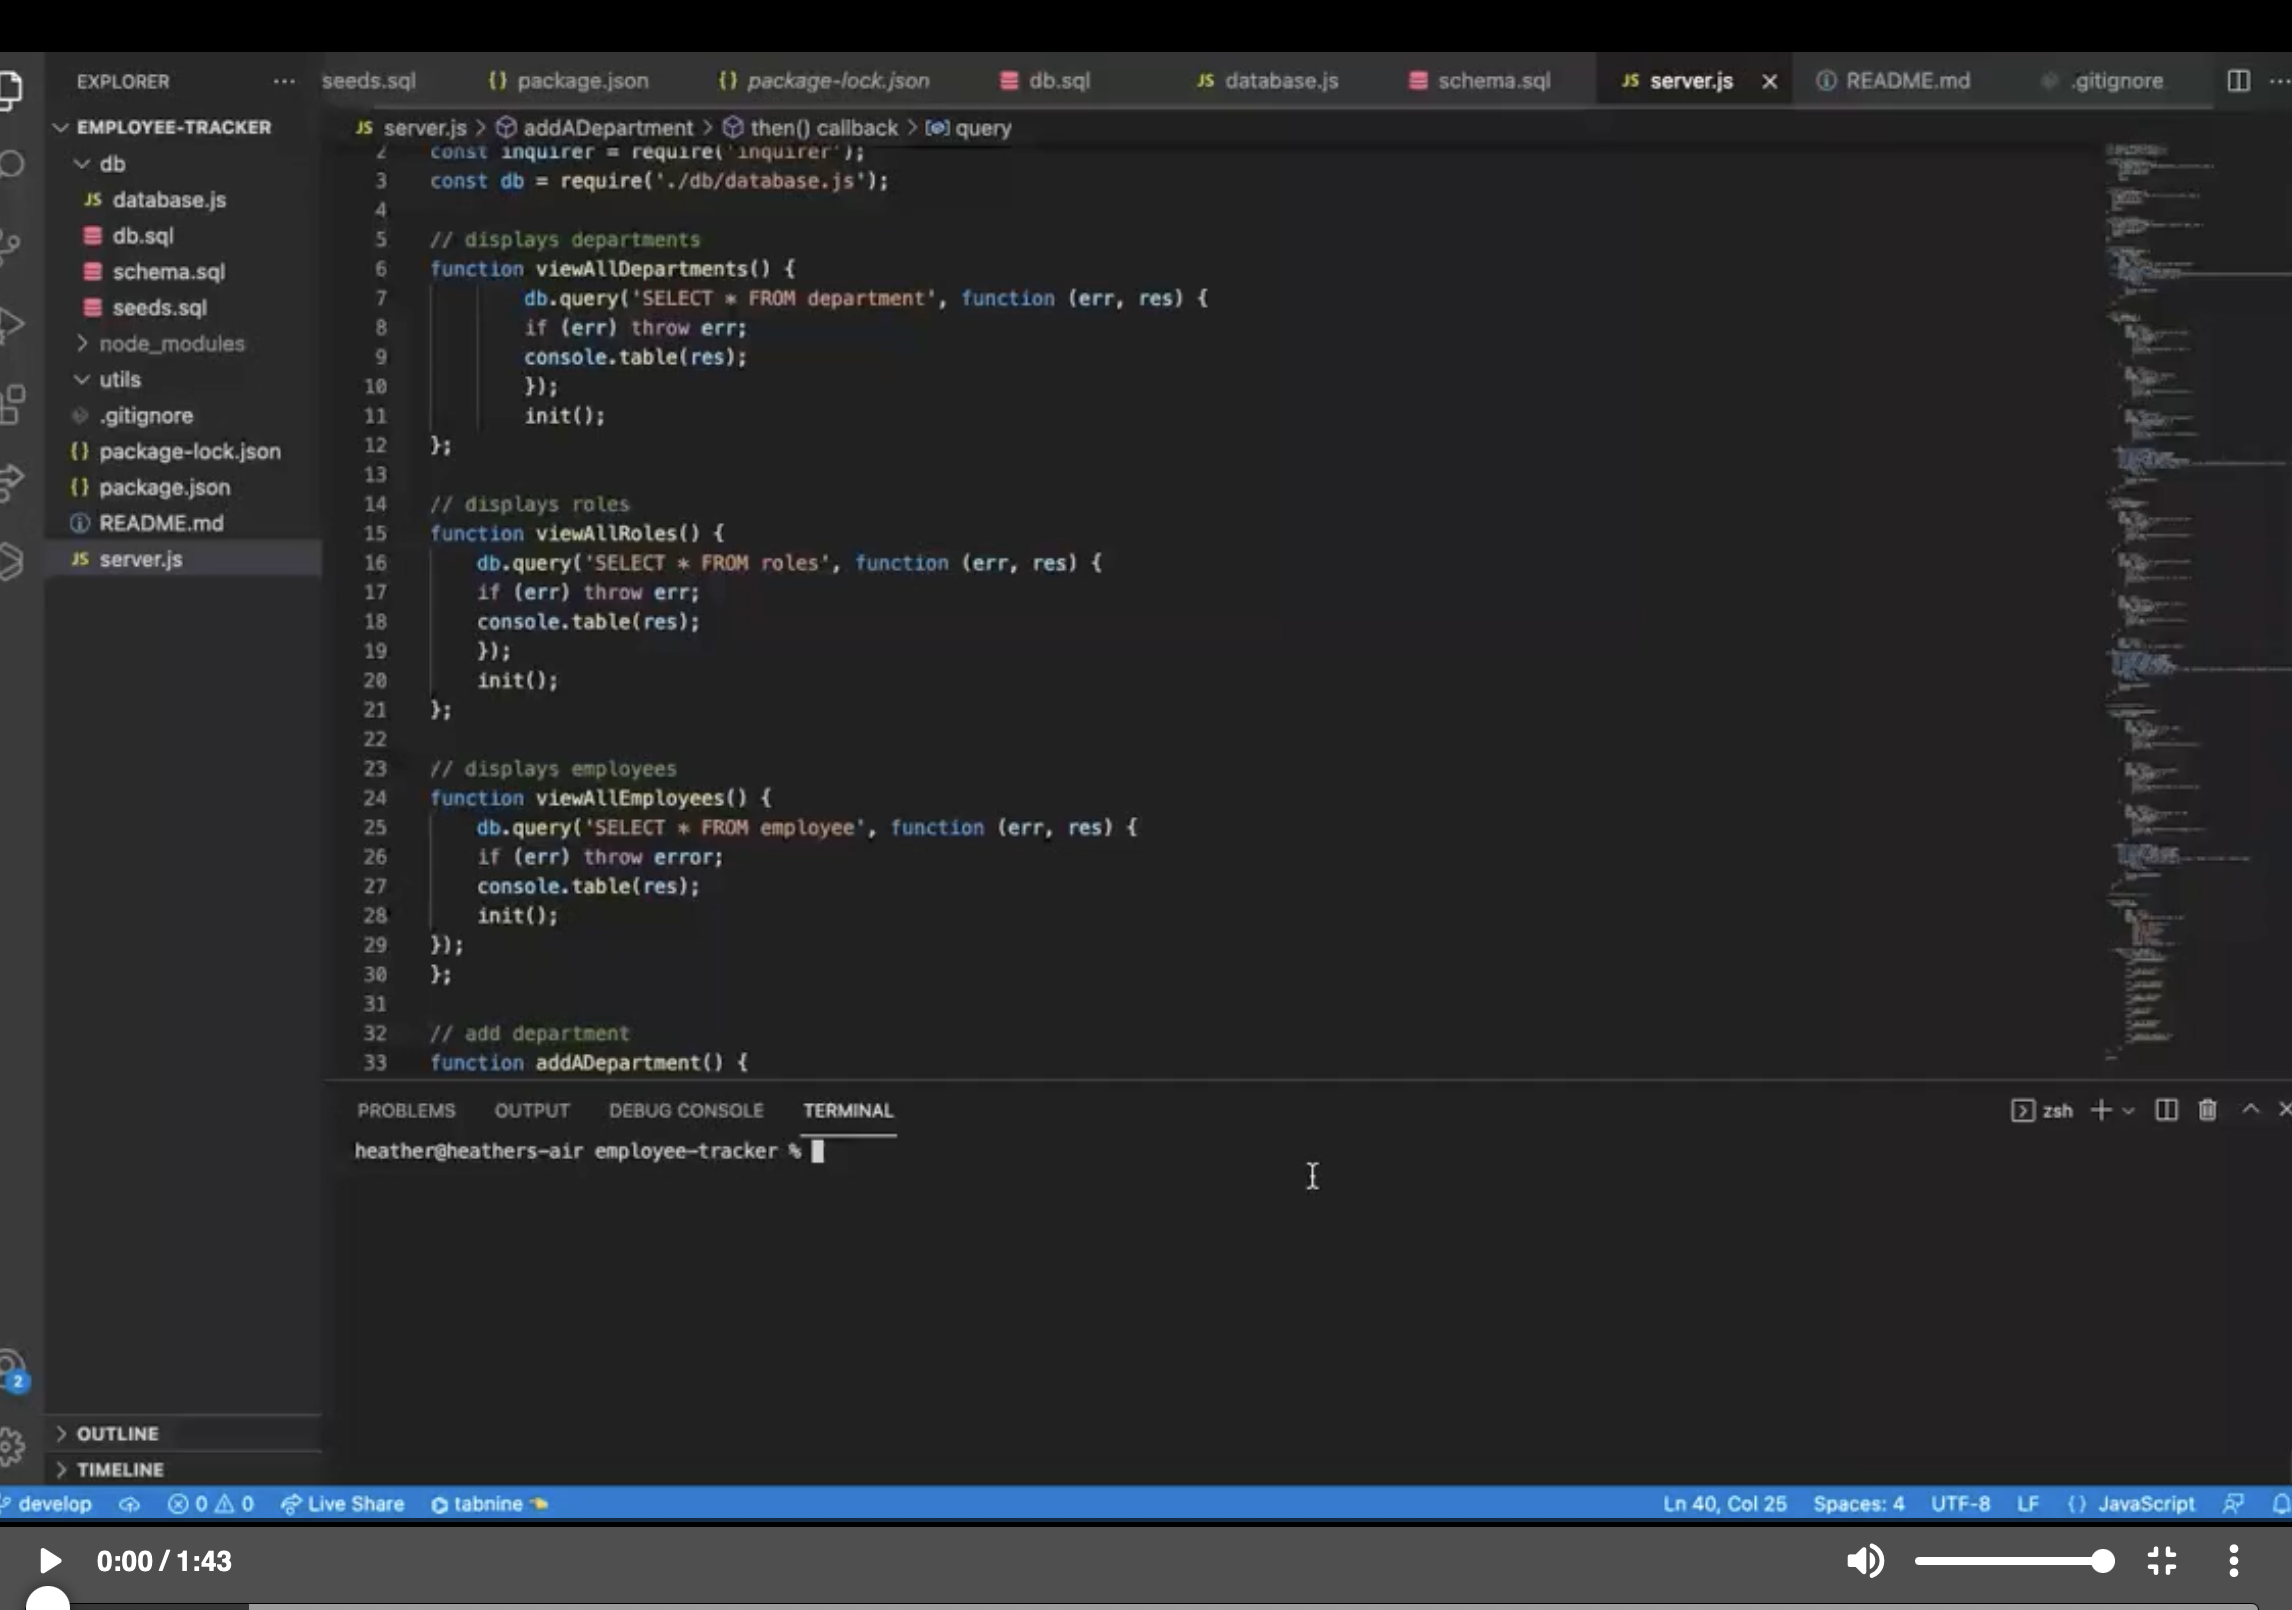 EXPLORER ···
seeds.sql {} package.json {} package-lock.json db.sql JS database.js schema.sql JS server.js × README.md .gitignore ···
EMPLOYEE-TRACKER
db
JS database.js
db.sql
schema.sql
seeds.sql
node_modules
utils
.gitignore
{} package-lock.json
{} package.json
README.md
JS server.js
OUTLINE
TIMELINE
JS server.js > addADepartment > then() callback > query
2 const inquirer = require('inquirer');
3 const db = require('./db/database.js');
4
5 // displays departments
6 function viewAllDepartments() {
7 db.query('SELECT * FROM department', function (err, res) {
8 if (err) throw err;
9 console.table(res);
10 });
11 init();
12 };
13
14 // displays roles
15 function viewAllRoles() {
16 db.query('SELECT * FROM roles', function (err, res) {
17 if (err) throw err;
18 console.table(res);
19 });
20 init();
21 };
22
23 // displays employees
24 function viewAllEmployees() {
25 db.query('SELECT * FROM employee', function (err, res) {
26 if (err) throw error;
27 console.table(res);
28 init();
29 });
30 };
31
32 // add department
33 function addADepartment() {
PROBLEMS OUTPUT DEBUG CONSOLE TERMINAL zsh
heather@heathers-air employee-tracker %
2
develop 0 0 Live Share tabnine Ln 40, Col 25 Spaces: 4 UTF-8 LF {} JavaScript
0:00 / 1:43